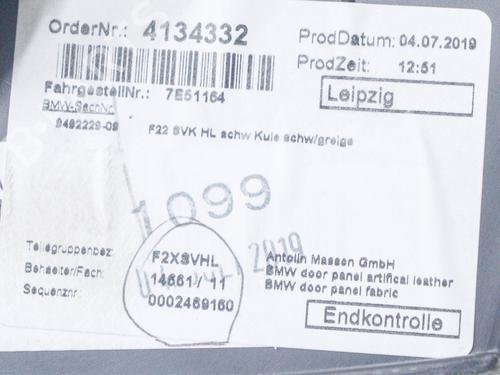 OrderNr.: 4134332
ProdDatum: 04.07.2019
ProdZeit: 12:51
FahrgestellNr.: 7E51164
Leipzig
BMW-SachNr.
9492229-09 F22 SVK HL schw Kule schw/greige
1099
2019
Teilegruppenbez: F2XSVHL
Behaelter/Fach: 14661/ 11
Sequenznr: 0002469160
Antolin Massen GmbH
BMW door panel artifical leather
BMW door panel fabric
Endkontrolle